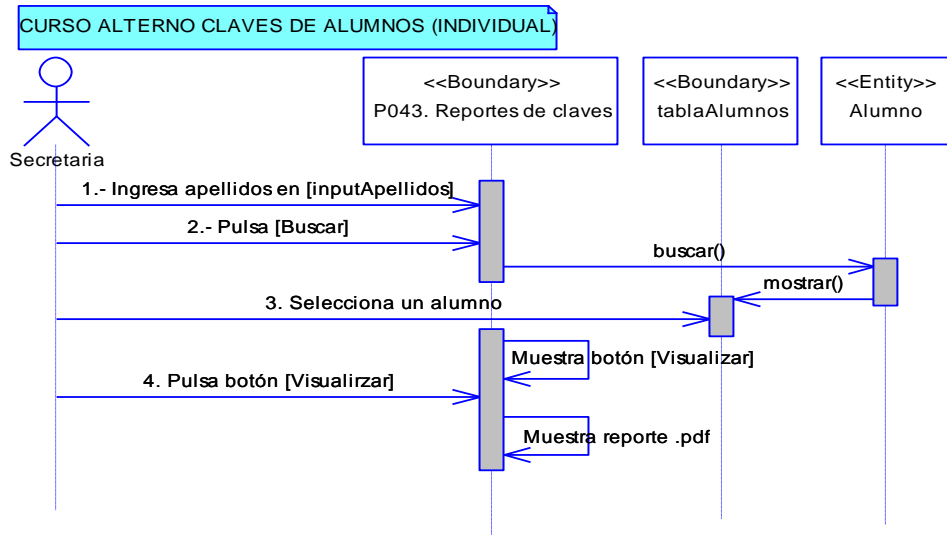 CURSO ALTERNO CLAVES DE ALUMNOS (INDIVIDUAL)
<<Boundary>>
P043. Reportes de claves
<<Boundary>>
tablaAlumnos
<<Entity>>
Alumno
Secretaria
1.- Ingresa apellidos en [inputApellidos]
2.- Pulsa [Buscar]
buscar()
mostrar()
3. Selecciona un alumno
Muestra botón [Visualizar]
4. Pulsa botón [Visualirzar]
Muestra reporte .pdf